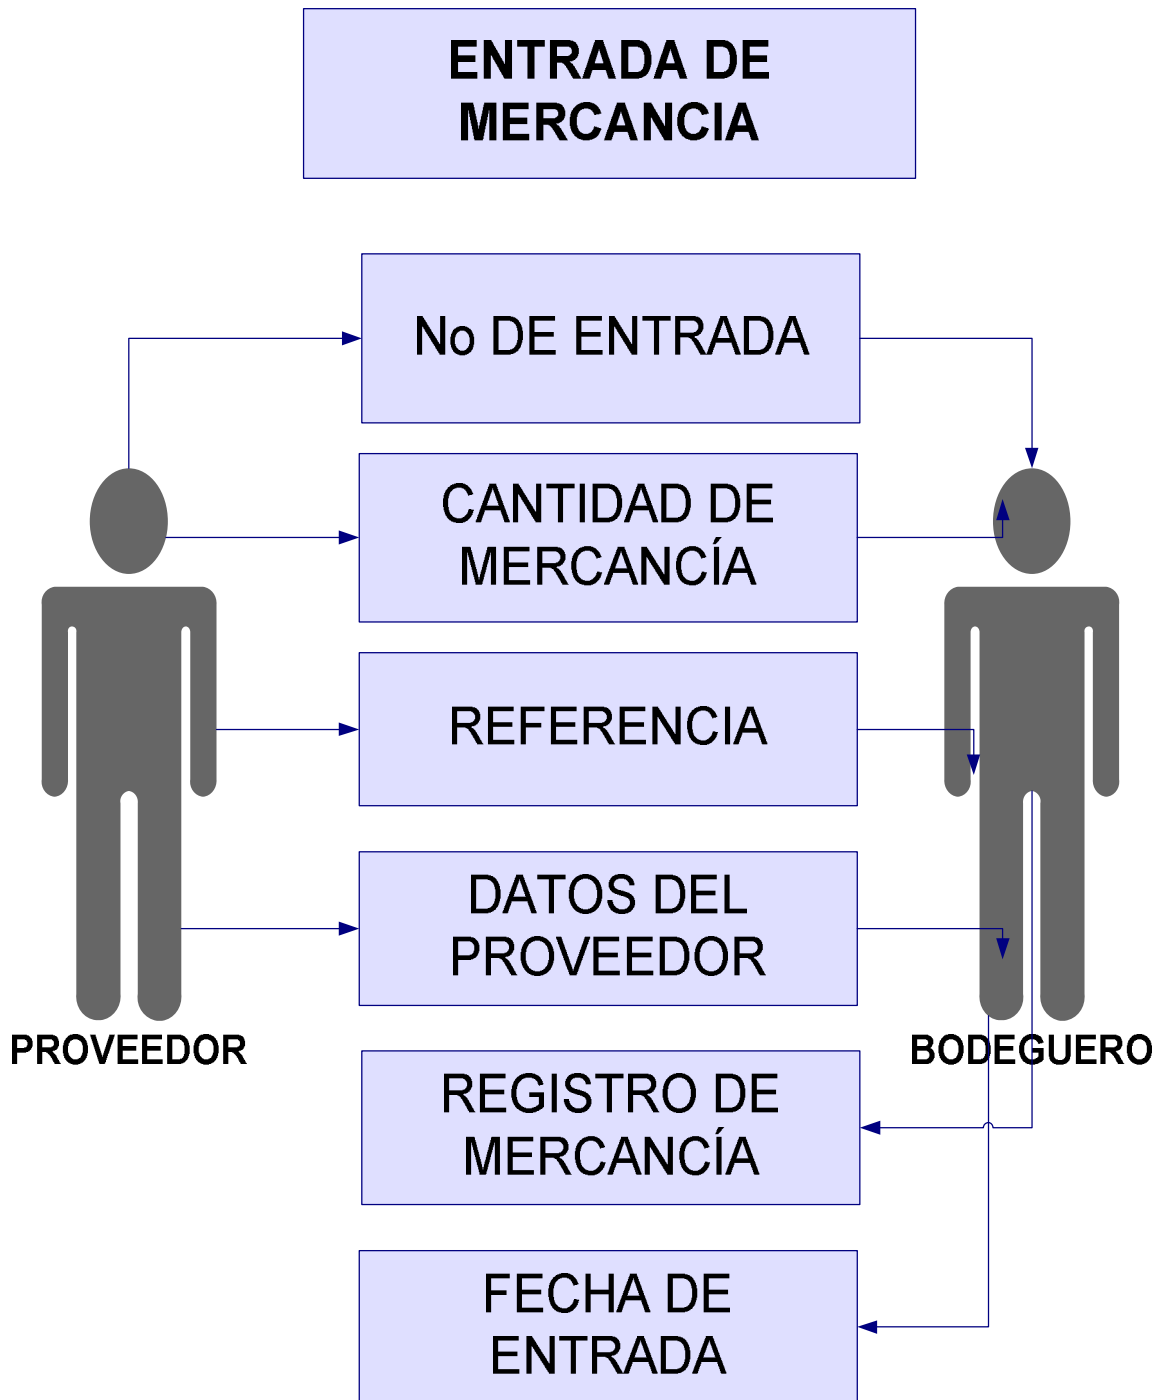 ENTRADA DE
MERCANCIA
No DE ENTRADA
CANTIDAD DE
MERCANCÍA
REFERENCIA
DATOS DEL
PROVEEDOR
PROVEEDOR
BODEGUERO
REGISTRO DE
MERCANCÍA
FECHA DE
ENTRADA